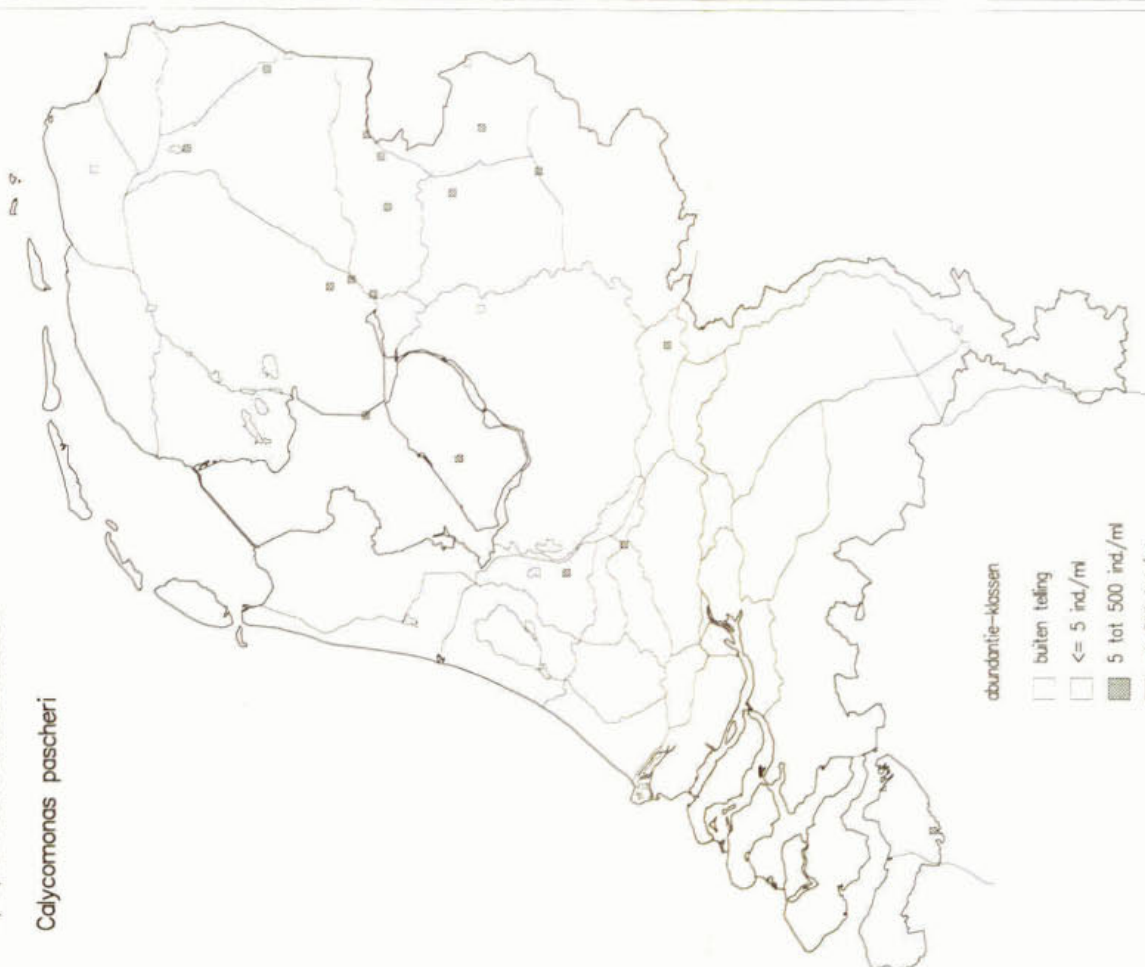 Calycomonas pascheri
abundantie-klassen
buiten telling
<= 5 ind./ml
5 tot 500 ind./ml